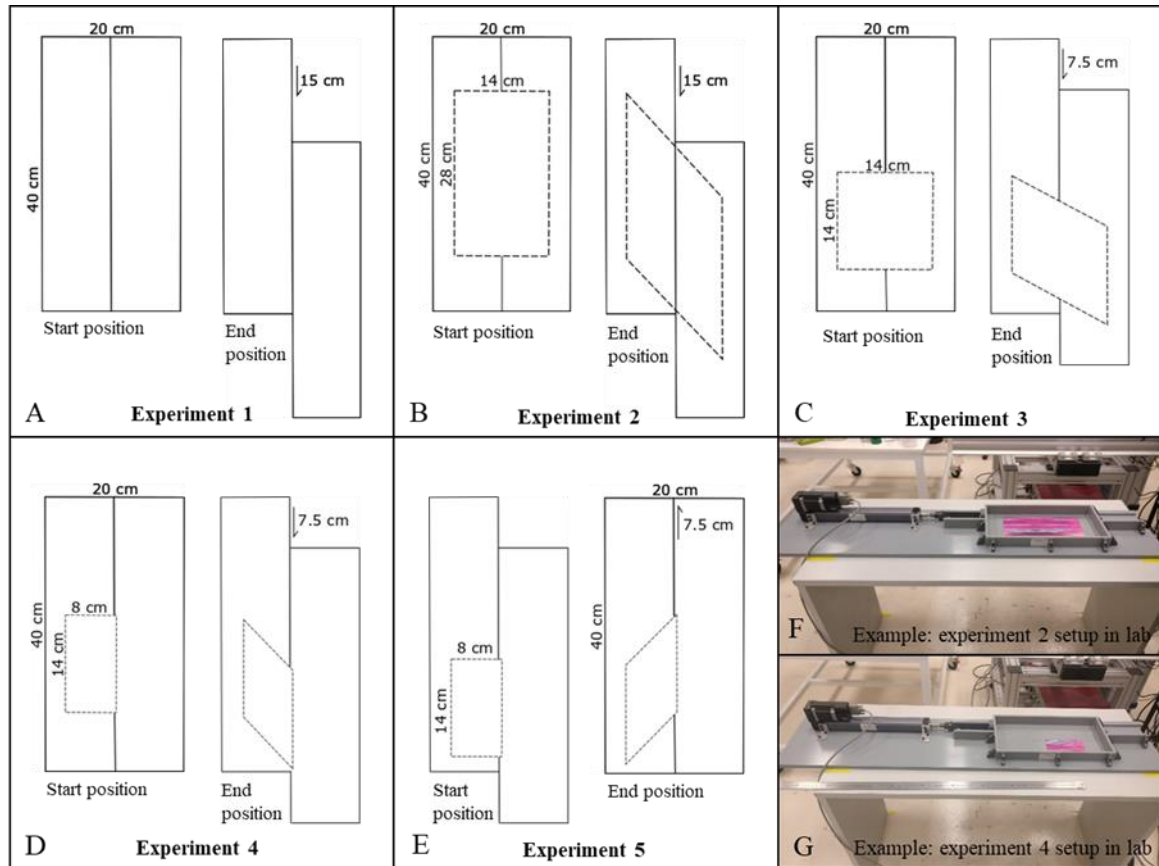 20 cm
15 cm
40 cm
Start position
End
position
A
Experiment 1
20 cm
14 cm
15 cm
40 cm
28 cm
Start position
End
position
B
Experiment 2
20 cm
7.5 cm
14 cm
40 cm
14 cm
Start position
End
position
C
Experiment 3
20 cm
7.5 cm
8 cm
40 cm
14 cm
Start position
End
position
D
Experiment 4
20 cm
7.5 cm
8 cm
40 cm
14 cm
Start
position
End position
E
Experiment 5
F
Example: experiment 2 setup in lab
G
Example: experiment 4 setup in lab